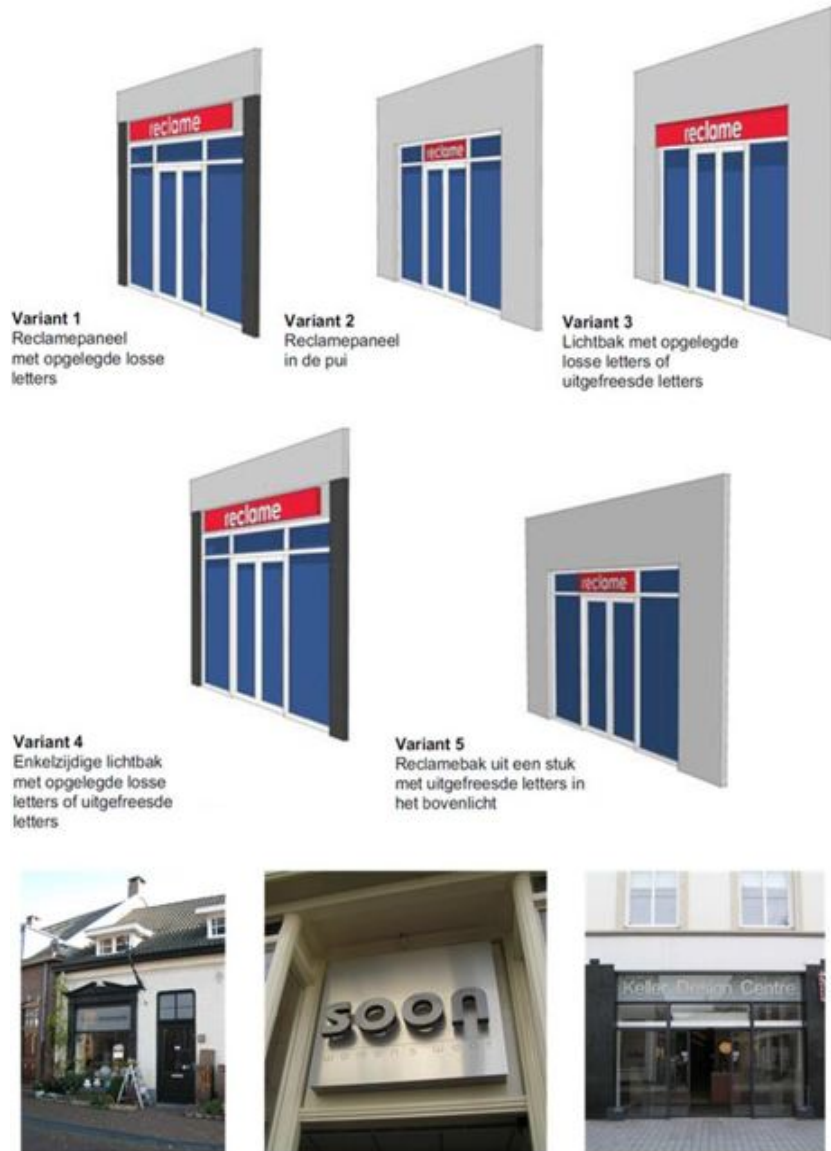 reclame
reclame
reclame
Variant 1
Reclamepaneel
met opgelegde losse
letters
Variant 2
Reclamepaneel
in de pui
Variant 3
Lichtbak met opgelegde
losse letters of
uitgefreesde letters
reclame
reclame
Variant 4
Enkelzijdige lichtbak
met opgelegde losse
letters of uitgefreesde
letters
Variant 5
Reclamebak uit een stuk
met uitgefreesde letters in
het bovenlicht
soon
women's wear
Keller Design Centre